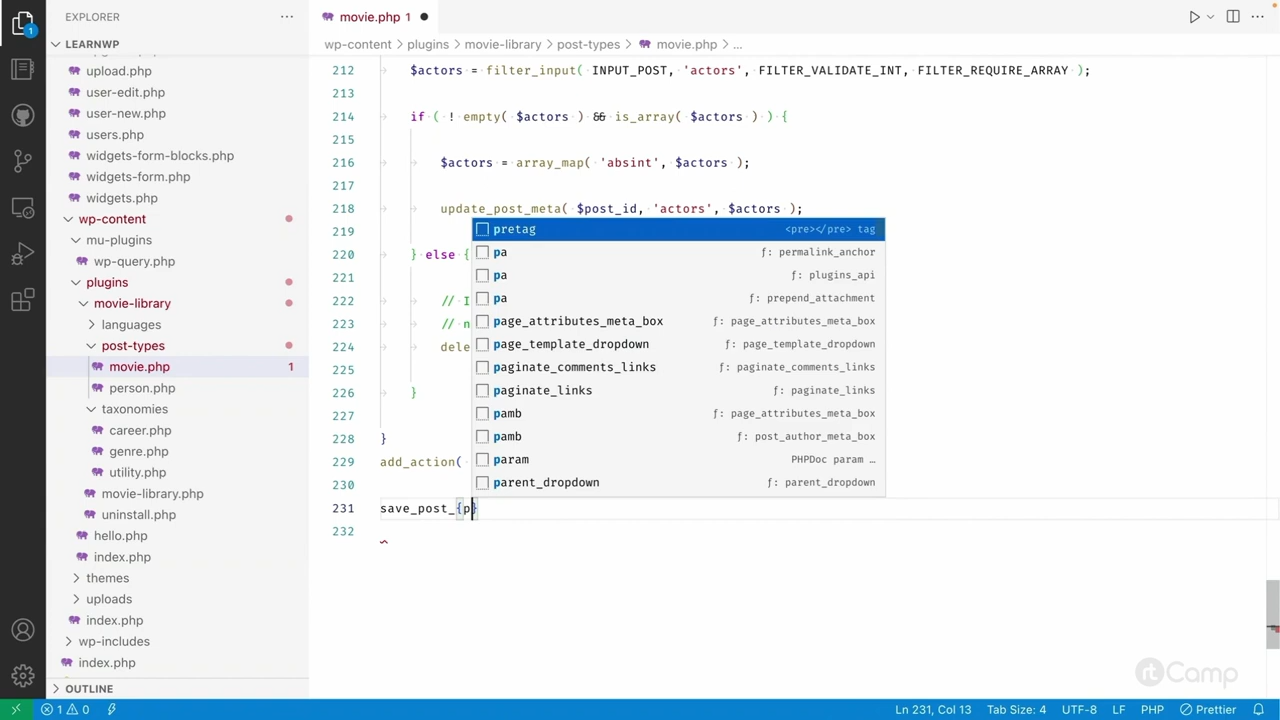 EXPLORER
movie.php 1
LEARNWP
wp-content
plugins
movie-library
post-types
movie.php
...
upload.php
user-edit.php
user-new.php
users.php
widgets-form-blocks.php
widgets-form.php
widgets.php
wp-content
mu-plugins
wp-query.php
plugins
movie-library
languages
post-types
movie.php
1
person.php
taxonomies
career.php
genre.php
utility.php
movie-library.php
uninstall.php
hello.php
index.php
themes
uploads
index.php
wp-includes
index.php
OUTLINE
212 $actors = filter_input( INPUT_POST, 'actors', FILTER_VALIDATE_INT, FILTER_REQUIRE_ARRAY );
213
214 if ( ! empty( $actors ) && is_array( $actors ) ) {
215
216 $actors = array_map( 'absint', $actors );
217
218 update_post_meta( $post_id, 'actors', $actors );
219
220 } else {
221
222 // I
223 // n
224 dele
225
226 }
227
228 }
229 add_action(
230
231 save_post_{p}
232
pretag <pre></pre> tag
pa f: permalink_anchor
pa f: plugins_api
pa f: prepend_attachment
page_attributes_meta_box f: page_attributes_meta_box
page_template_dropdown f: page_template_dropdown
paginate_comments_links f: paginate_comments_links
paginate_links f: paginate_links
pamb f: page_attributes_meta_box
pamb f: post_author_meta_box
param PHPDoc param …
parent_dropdown f: parent_dropdown
rtCamp
1
1 0
Ln 231, Col 13
Tab Size: 4
UTF-8
LF
PHP
Prettier